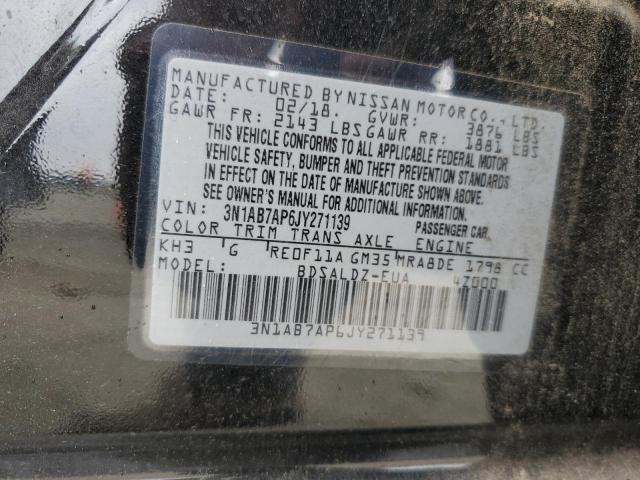 MANUFACTURED BY NISSAN MOTOR CO., LTD.
DATE: 02/18. GVWR: 3876 LBS
GAWR FR: 2143 LBS GAWR RR: 1881 LBS
THIS VEHICLE CONFORMS TO ALL APPLICABLE FEDERAL MOTOR
VEHICLE SAFETY, BUMPER AND THEFT PREVENTION STANDARDS
IN EFFECT ON THE DATE OF MANUFACTURE SHOWN ABOVE.
SEE OWNER'S MANUAL FOR ADDITIONAL INFORMATION.
VIN: 3N1AB7AP6JY271139 PASSENGER CAR
COLOR TRIM TRANS AXLE ENGINE
KH3 G RE0F11A GM35 MRA8DE 1798 CC
MODEL: BDSALDZ-EUA 4Z000
3N1AB7AP6JY271139